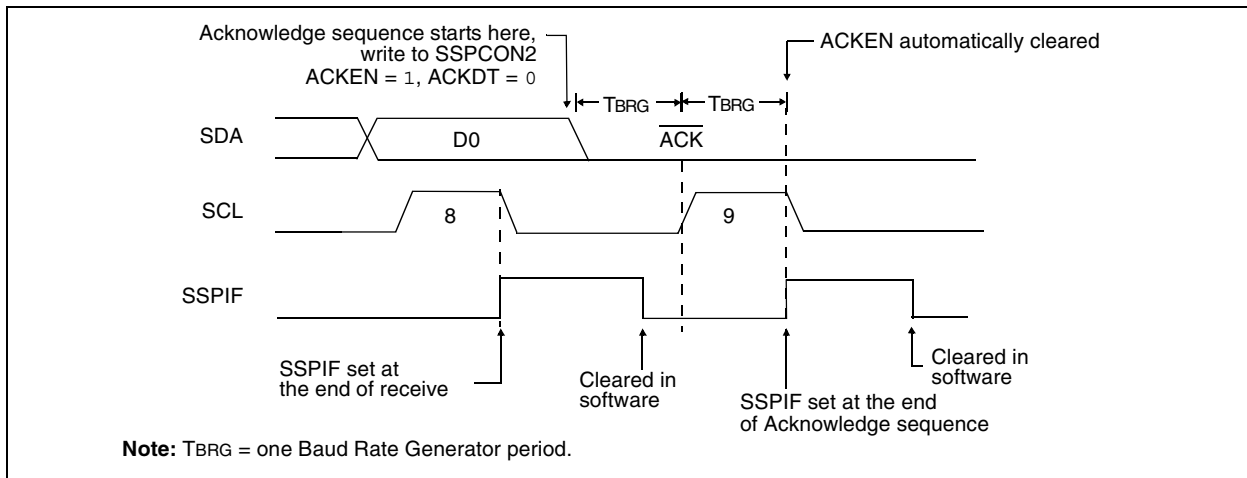 Acknowledge sequence starts here,
write to SSPCON2
ACKEN = 1, ACKDT = 0
ACKEN automatically cleared
TBRG
TBRG
SDA
D0
ACK
SCL
8
9
SSPIF
SSPIF set at
the end of receive
Cleared in
software
SSPIF set at the end
of Acknowledge sequence
Cleared in
software
Note: TBRG = one Baud Rate Generator period.